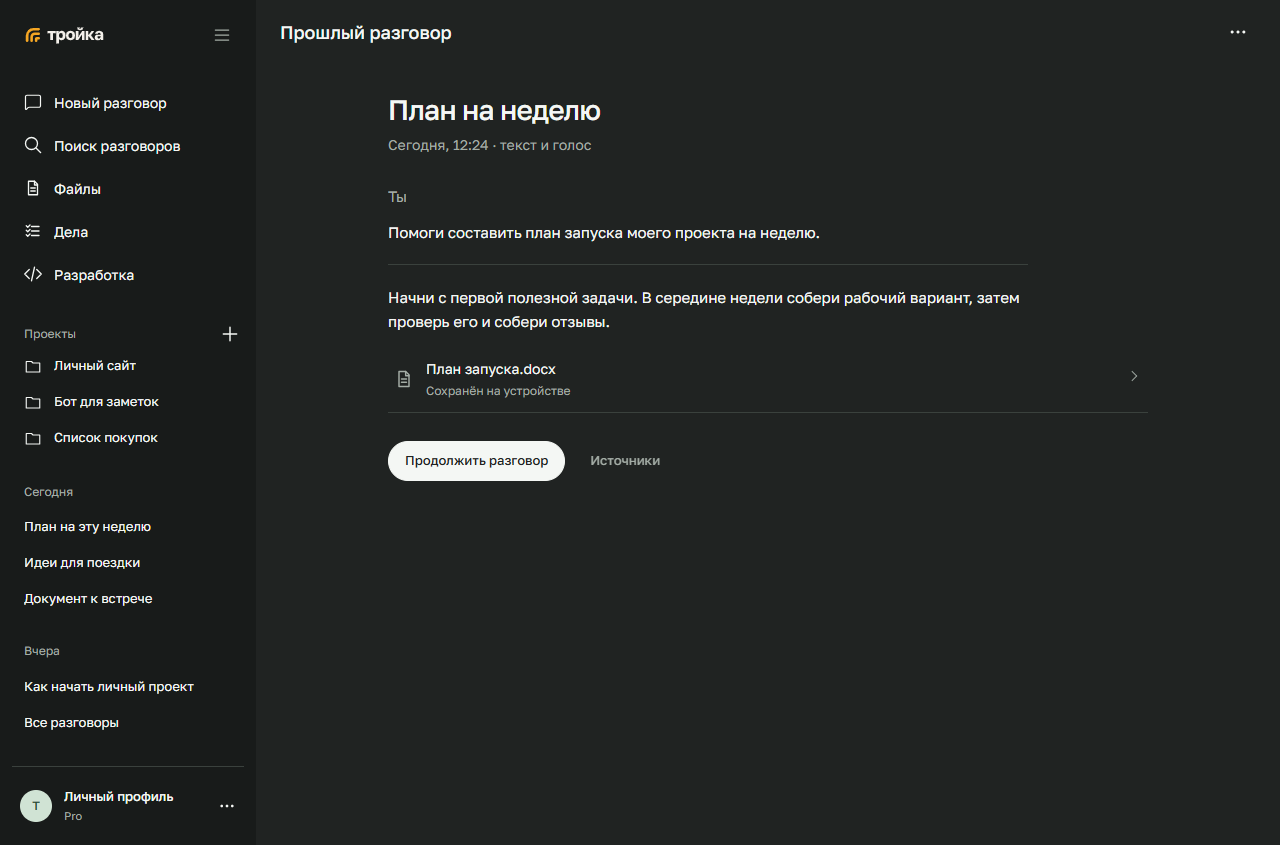 тройка
Новый разговор
Поиск разговоров
Файлы
Дела
Разработка
Проекты
Личный сайт
Бот для заметок
Список покупок
Сегодня
План на эту неделю
Идеи для поездки
Документ к встрече
Вчера
Как начать личный проект
Все разговоры
Т
Личный профиль
Pro
Прошлый разговор
План на неделю
Сегодня, 12:24 · текст и голос
Ты
Помоги составить план запуска моего проекта на неделю.
Начни с первой полезной задачи. В середине недели собери рабочий вариант, затем
проверь его и собери отзывы.
План запуска.docx
Сохранён на устройстве
Продолжить разговор
Источники